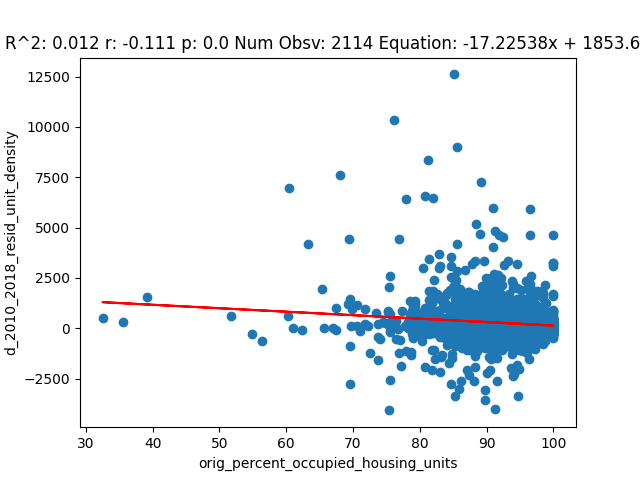 R^2: 0.012 r: -0.111 p: 0.0 Num Obsv: 2114 Equation: -17.22538x + 1853.6
12500
10000
7500
5000
2500
0
−2500
d_2010_2018_resid_unit_density
30 40 50 60 70 80 90 100
orig_percent_occupied_housing_units